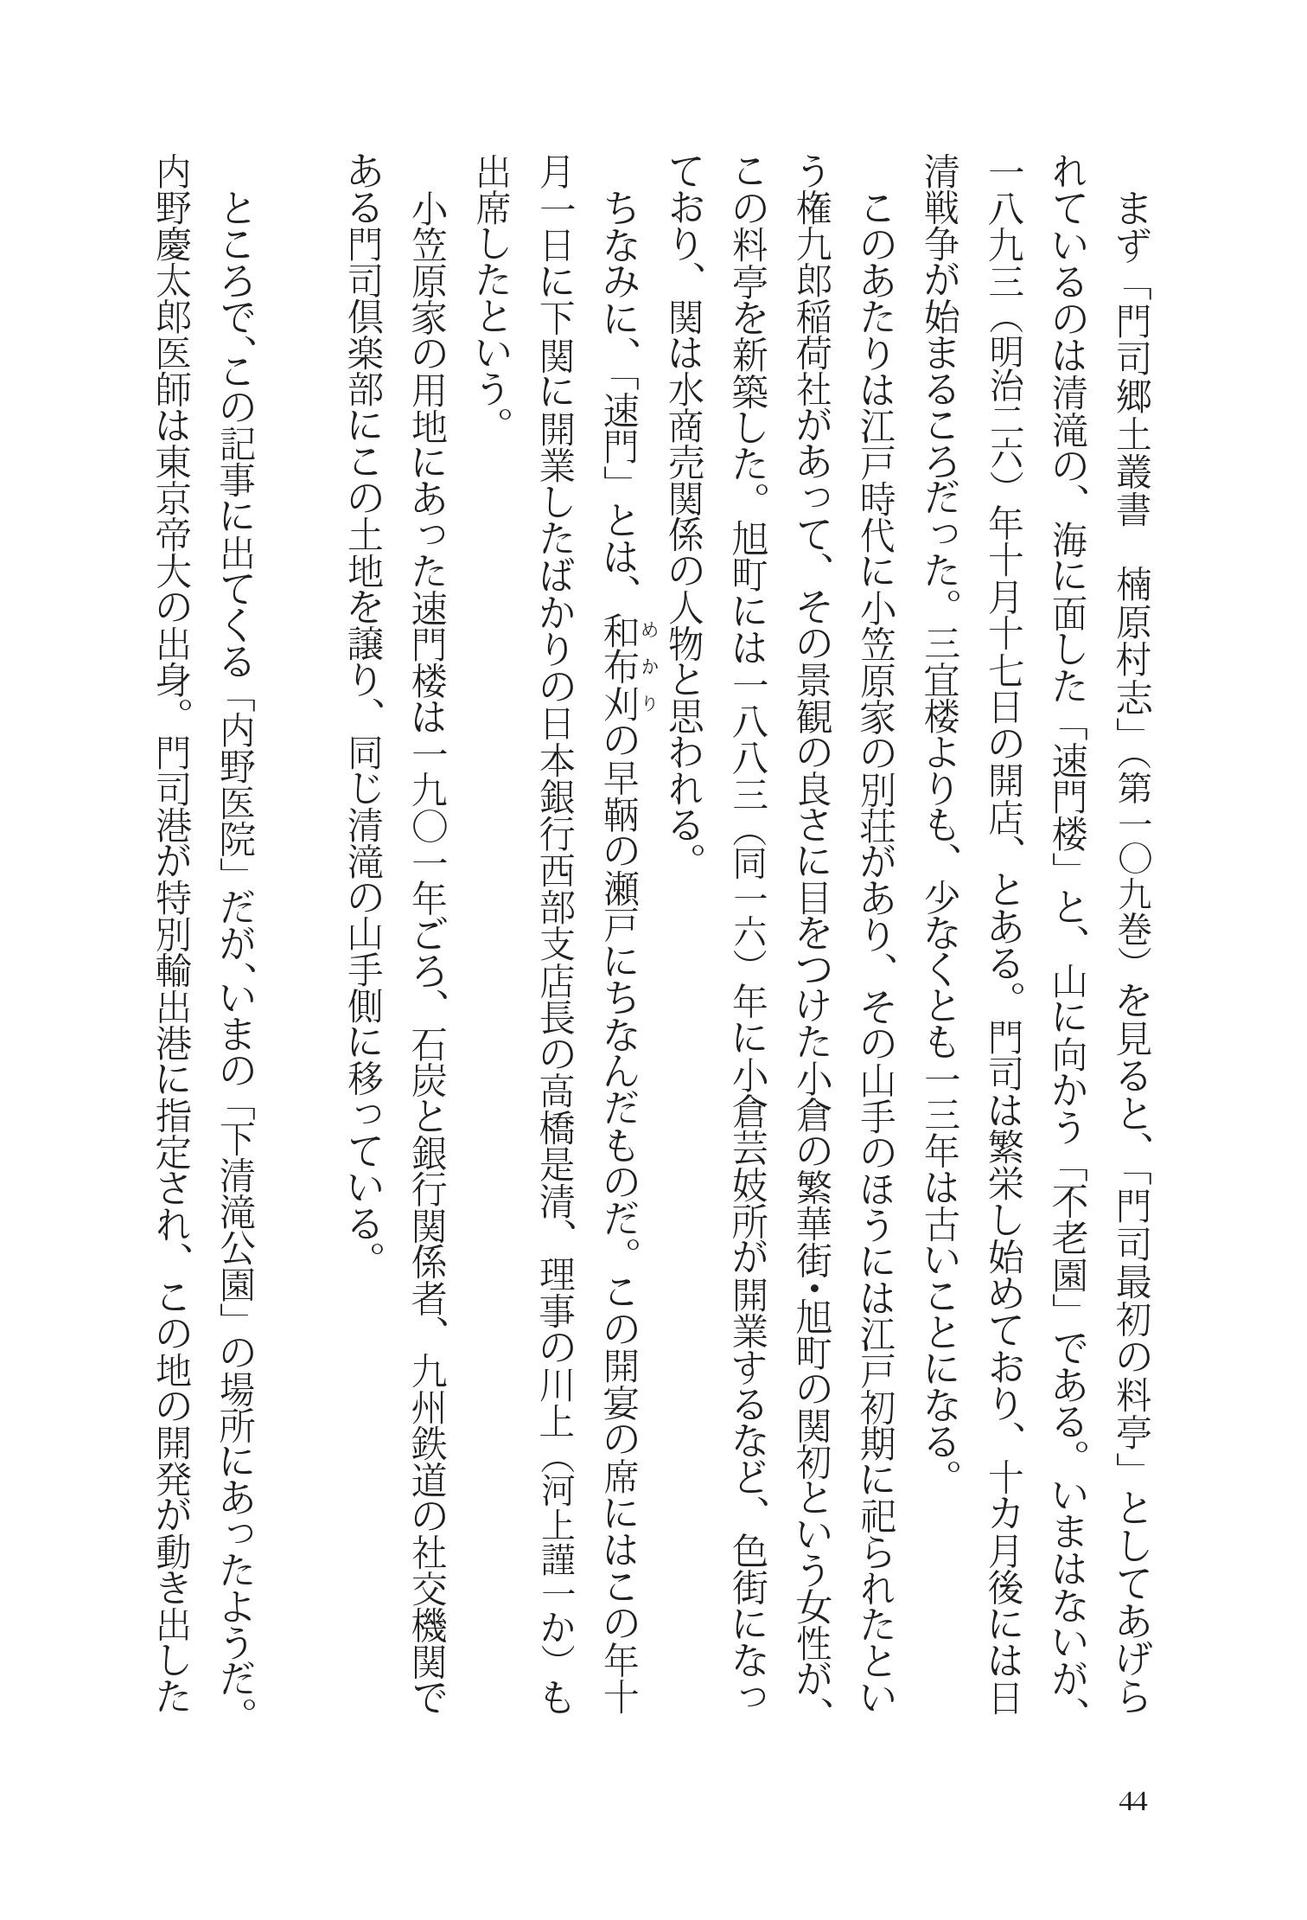 まず「門司郷土叢書　楠原村志」（第一〇九巻）を見ると、「門司最初の料亭」としてあげら
れているのは清滝の、海に面した「速門楼」と、山に向かう「不老園」である。いまはないが、
一八九三（明治二六）年十月十七日の開店、とある。門司は繁栄し始めており、十カ月後には日
清戦争が始まるころだった。三宜楼よりも、少なくとも一三年は古いことになる。
　このあたりは江戸時代に小笠原家の別荘があり、その山手のほうには江戸初期に祀られたとい
う権九郎稲荷社があって、その景観の良さに目をつけた小倉の繁華街・旭町の関初という女性が、
この料亭を新築した。旭町には一八八三（同一六）年に小倉芸妓所が開業するなど、色街になっ
ており、関は水商売関係の人物と思われる。
　ちなみに、「速門」とは、和布刈の早鞆の瀬戸にちなんだものだ。この開宴の席にはこの年十
めかり
月一日に下関に開業したばかりの日本銀行西部支店長の高橋是清、理事の川上（河上謹一か）も
出席したという。
　小笠原家の用地にあった速門楼は一九〇一年ごろ、石炭と銀行関係者、九州鉄道の社交機関で
ある門司倶楽部にこの土地を譲り、同じ清滝の山手側に移っている。
　ところで、この記事に出てくる「内野医院」だが、いまの「下清滝公園」の場所にあったようだ。
内野慶太郎医師は東京帝大の出身。門司港が特別輸出港に指定され、この地の開発が動き出した
44